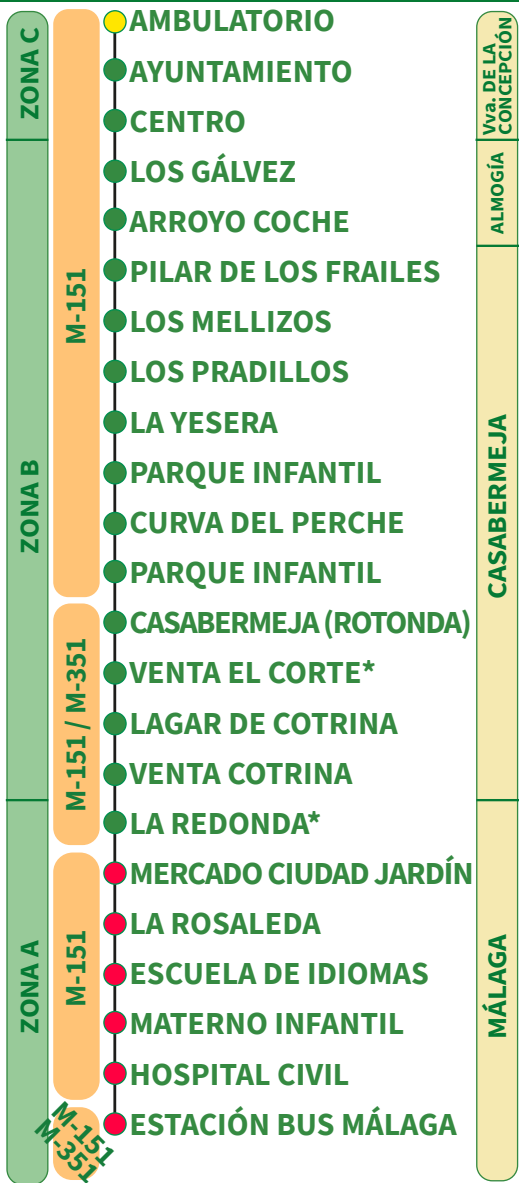 ZONA C
ZONA B
ZONA A
M-151
M-151 / M-351
M-151
M-151
M-351
AMBULATORIO
AYUNTAMIENTO
CENTRO
LOS GÁLVEZ
ARROYO COCHE
PILAR DE LOS FRAILES
LOS MELLIZOS
LOS PRADILLOS
LA YESERA
PARQUE INFANTIL
CURVA DEL PERCHE
PARQUE INFANTIL
CASABERMEJA (ROTONDA)
VENTA EL CORTE*
LAGAR DE COTRINA
VENTA COTRINA
LA REDONDA*
MERCADO CIUDAD JARDÍN
LA ROSALEDA
ESCUELA DE IDIOMAS
MATERNO INFANTIL
HOSPITAL CIVIL
ESTACIÓN BUS MÁLAGA
Vva. DE LA
CONCEPCIÓN
ALMOGÍA
CASABERMEJA
MÁLAGA